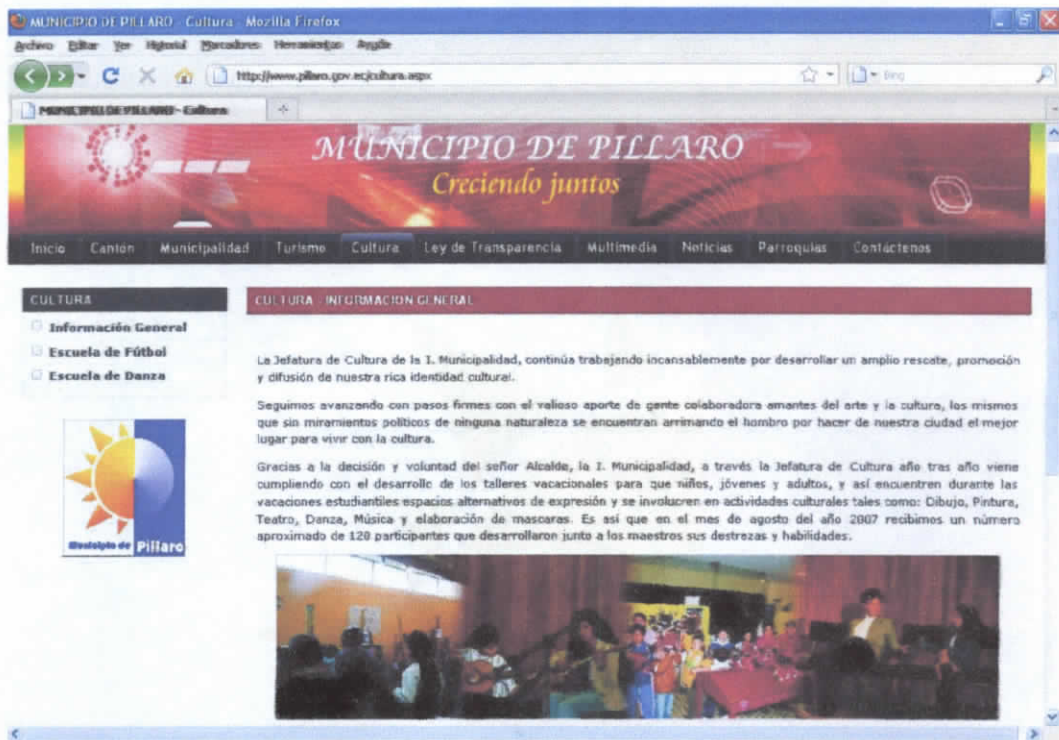 MUNICIPIO DE PILLARO - Cultura - Mozilla Firefox
Archivo Editar Ver Historial Marcadores Herramientas Ayuda
http://www.pillaro.gov.ec/cultura.aspx
Bing
MUNICIPIO DE PILLARO - Cultura
MUNICIPIO DE PILLARO
Creciendo juntos
Inicio Cantón Municipalidad Turismo Cultura Ley de Transparencia Multimedia Noticias Parroquias Contáctenos
CULTURA
Información General
Escuela de Fútbol
Escuela de Danza
Municipio de Pillaro
CULTURA - INFORMACION GENERAL
La Jefatura de Cultura de la I. Municipalidad, continúa trabajando incansablemente por desarrollar un amplio rescate, promoción
y difusión de nuestra rica identidad cultural.
Seguimos avanzando con pasos firmes con el valioso aporte de gente colaboradora amantes del arte y la cultura, los mismos
que sin miramientos políticos de ninguna naturaleza se encuentran arrimando el hombro por hacer de nuestra ciudad el mejor
lugar para vivir con la cultura.
Gracias a la decisión y voluntad del señor Alcalde, la I. Municipalidad, a través la Jefatura de Cultura año tras año viene
cumpliendo con el desarrollo de los talleres vacacionales para que niños, jóvenes y adultos, y así encuentren durante las
vacaciones estudiantiles espacios alternativos de expresión y se involucren en actividades culturales tales como: Dibujo, Pintura,
Teatro, Danza, Música y elaboración de mascaras. Es así que en el mes de agosto del año 2007 recibimos un número
aproximado de 120 participantes que desarrollaron junto a los maestros sus destrezas y habilidades.